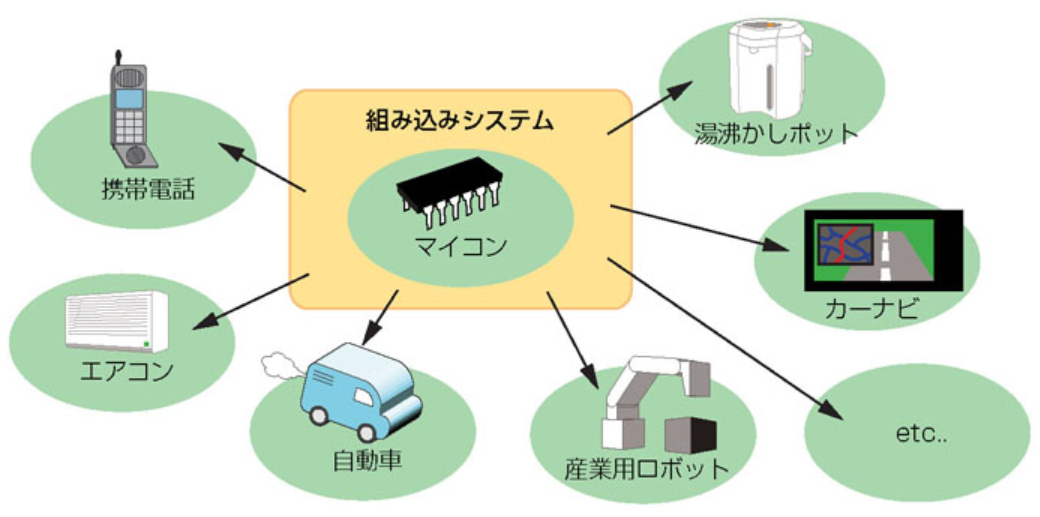 組み込みシステム
マイコン
湯沸かしポット
携帯電話
カーナビ
エアコン
自動車
産業用ロボット
etc..